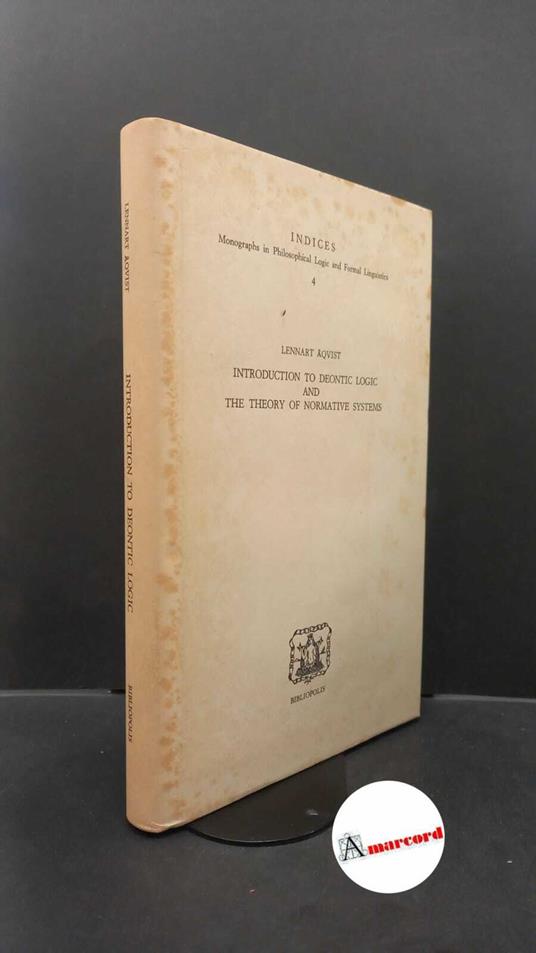 LENNART ÅQVIST
INTRODUCTION TO DEONTIC LOGIC
BIBLIOPOLIS
INDICES
Monographs in Philosophical Logic and Formal Linguistics
4
LENNART ÅQVIST
INTRODUCTION TO DEONTIC LOGIC
AND
THE THEORY OF NORMATIVE SYSTEMS
BIBLIOPOLIS
Amarcord